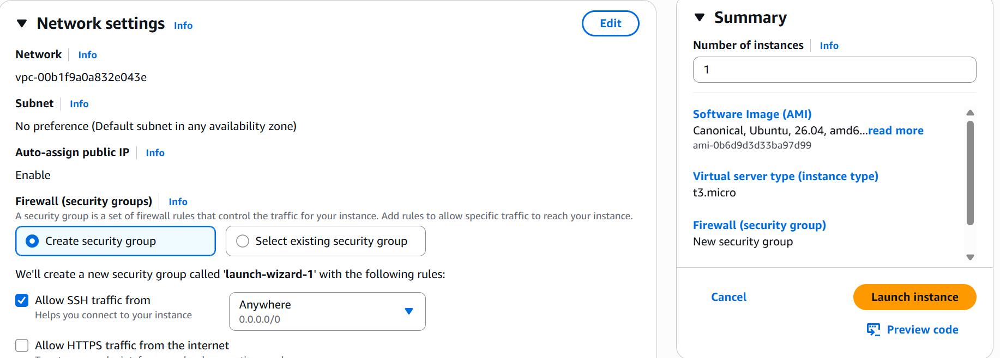 Network settings Info
Edit
Network Info
vpc-00b1f9a0a832e043e
Subnet Info
No preference (Default subnet in any availability zone)
Auto-assign public IP Info
Enable
Firewall (security groups) Info
A security group is a set of firewall rules that control the traffic for your instance. Add rules to allow specific traffic to reach your instance.
Create security group
Select existing security group
We'll create a new security group called 'launch-wizard-1' with the following rules:
Allow SSH traffic from
Helps you connect to your instance
Anywhere
0.0.0.0/0
Allow HTTPS traffic from the internet
Summary
Number of instances Info
1
Software Image (AMI)
Canonical, Ubuntu, 26.04, amd6...read more
ami-0b6d9d3d33ba97d99
Virtual server type (instance type)
t3.micro
Firewall (security group)
New security group
Cancel
Launch instance
Preview code